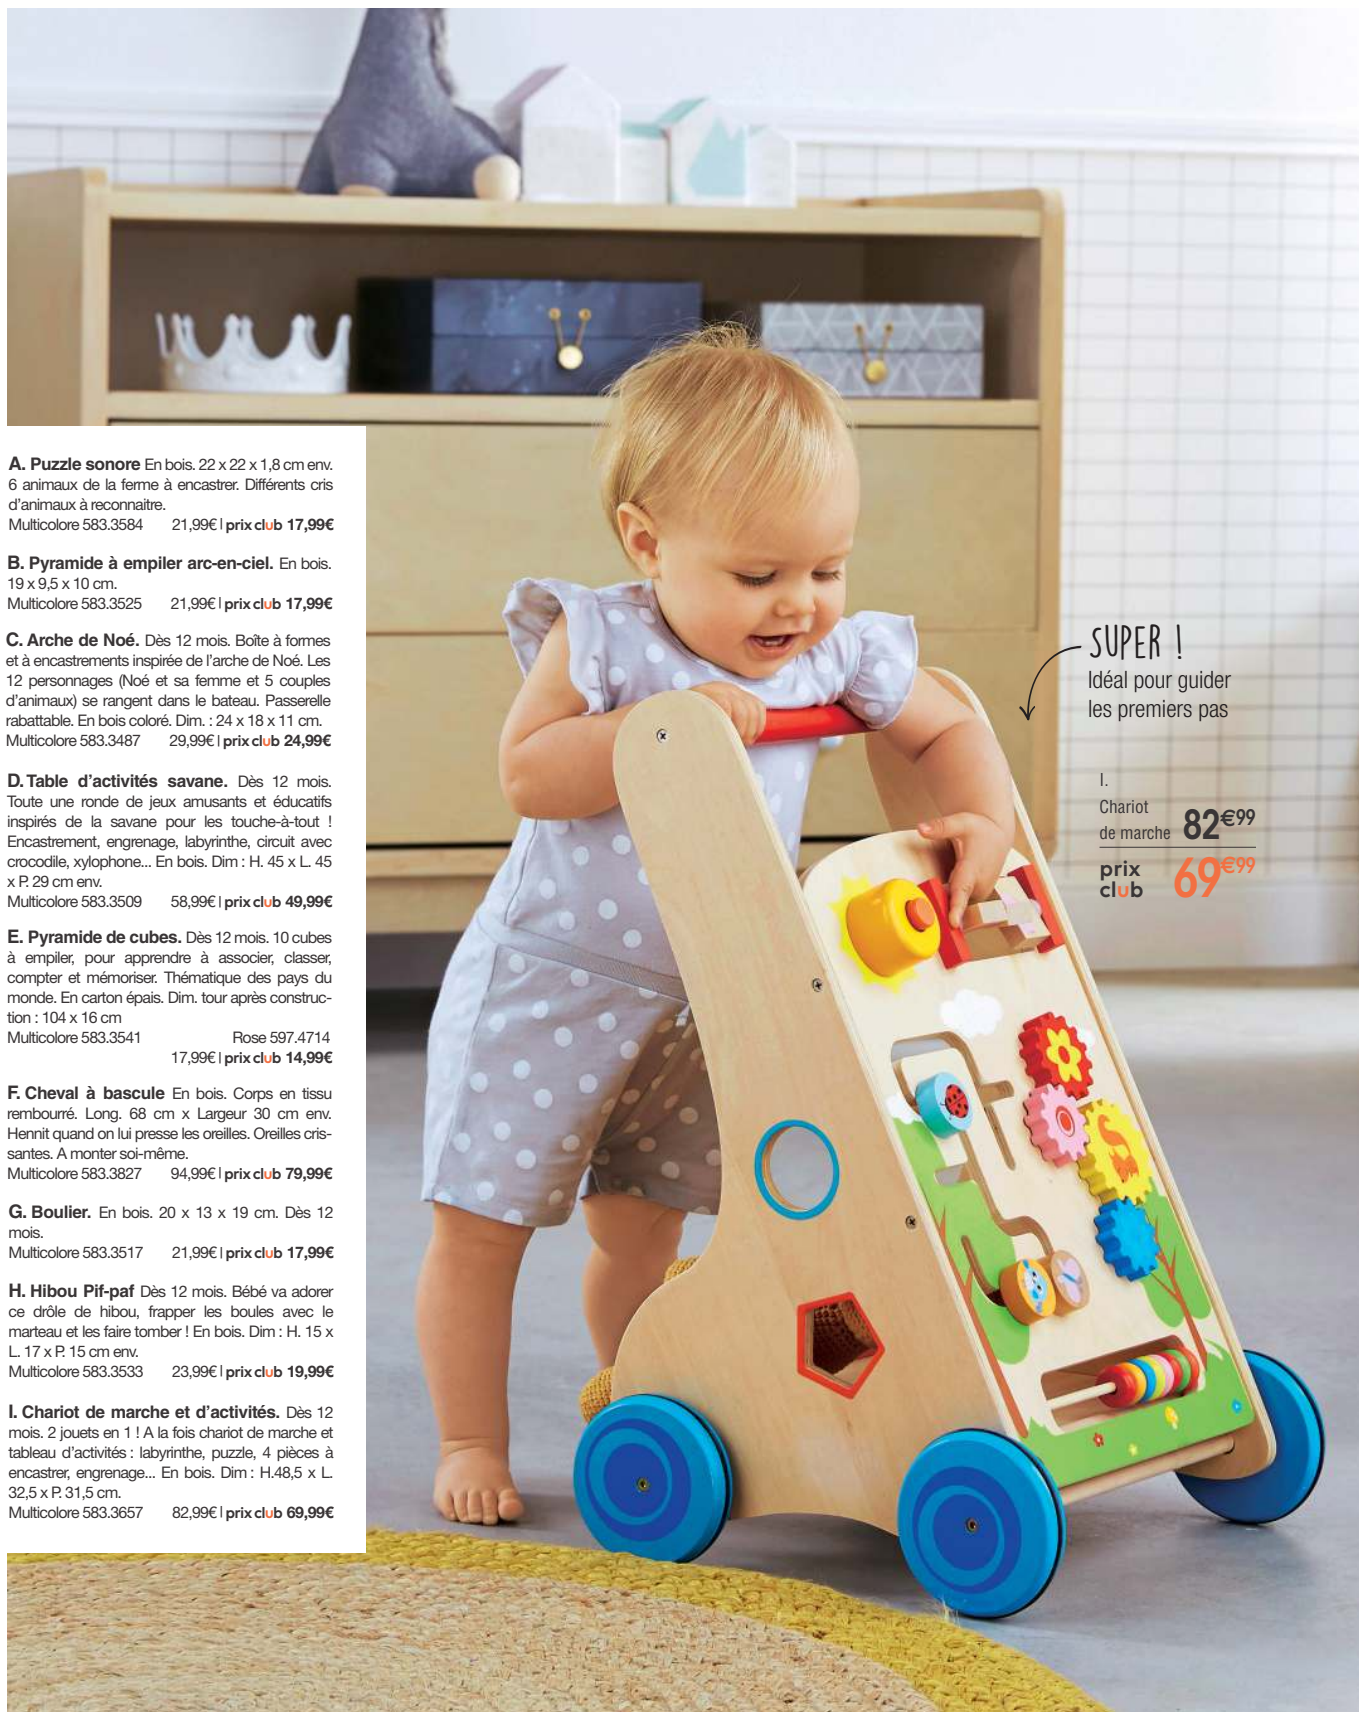 A. Puzzle sonore En bois. 22 x 22 x 1,8 cm env.
6 animaux de la ferme à encastrer. Différents cris
d'animaux à reconnaitre.
Multicolore 583.3584 21,99€ | prix club 17,99€
B. Pyramide à empiler arc-en-ciel. En bois.
19 x 9,5 x 10 cm.
Multicolore 583.3525 21,99€ | prix club 17,99€
C. Arche de Noé. Dès 12 mois. Boîte à formes
et à encastrements inspirée de l'arche de Noé. Les
12 personnages (Noé et sa femme et 5 couples
d'animaux) se rangent dans le bateau. Passerelle
rabattable. En bois coloré. Dim. : 24 x 18 x 11 cm.
Multicolore 583.3487 29,99€ | prix club 24,99€
D. Table d'activités savane. Dès 12 mois.
Toute une ronde de jeux amusants et éducatifs
inspirés de la savane pour les touche-à-tout !
Encastrement, engrenage, labyrinthe, circuit avec
crocodile, xylophone... En bois. Dim : H. 45 x L. 45
x P. 29 cm env.
Multicolore 583.3509 58,99€ | prix club 49,99€
E. Pyramide de cubes. Dès 12 mois. 10 cubes
à empiler, pour apprendre à associer, classer,
compter et mémoriser. Thématique des pays du
monde. En carton épais. Dim. tour après construc-
tion : 104 x 16 cm
Multicolore 583.3541 Rose 597.4714
17,99€ | prix club 14,99€
F. Cheval à bascule En bois. Corps en tissu
rembourré. Long. 68 cm x Largeur 30 cm env.
Hennit quand on lui presse les oreilles. Oreilles cris-
santes. A monter soi-même.
Multicolore 583.3827 94,99€ | prix club 79,99€
G. Boulier. En bois. 20 x 13 x 19 cm. Dès 12
mois.
Multicolore 583.3517 21,99€ | prix club 17,99€
H. Hibou Pif-paf Dès 12 mois. Bébé va adorer
ce drôle de hibou, frapper les boules avec le
marteau et les faire tomber ! En bois. Dim : H. 15 x
L. 17 x P. 15 cm env.
Multicolore 583.3533 23,99€ | prix club 19,99€
I. Chariot de marche et d'activités. Dès 12
mois. 2 jouets en 1 ! A la fois chariot de marche et
tableau d'activités : labyrinthe, puzzle, 4 pièces à
encastrer, engrenage... En bois. Dim : H.48,5 x L.
32,5 x P. 31,5 cm.
Multicolore 583.3657 82,99€ | prix club 69,99€
SUPER !
Idéal pour guider
les premiers pas
I.
Chariot
de marche 82€99
prix
club 69€99